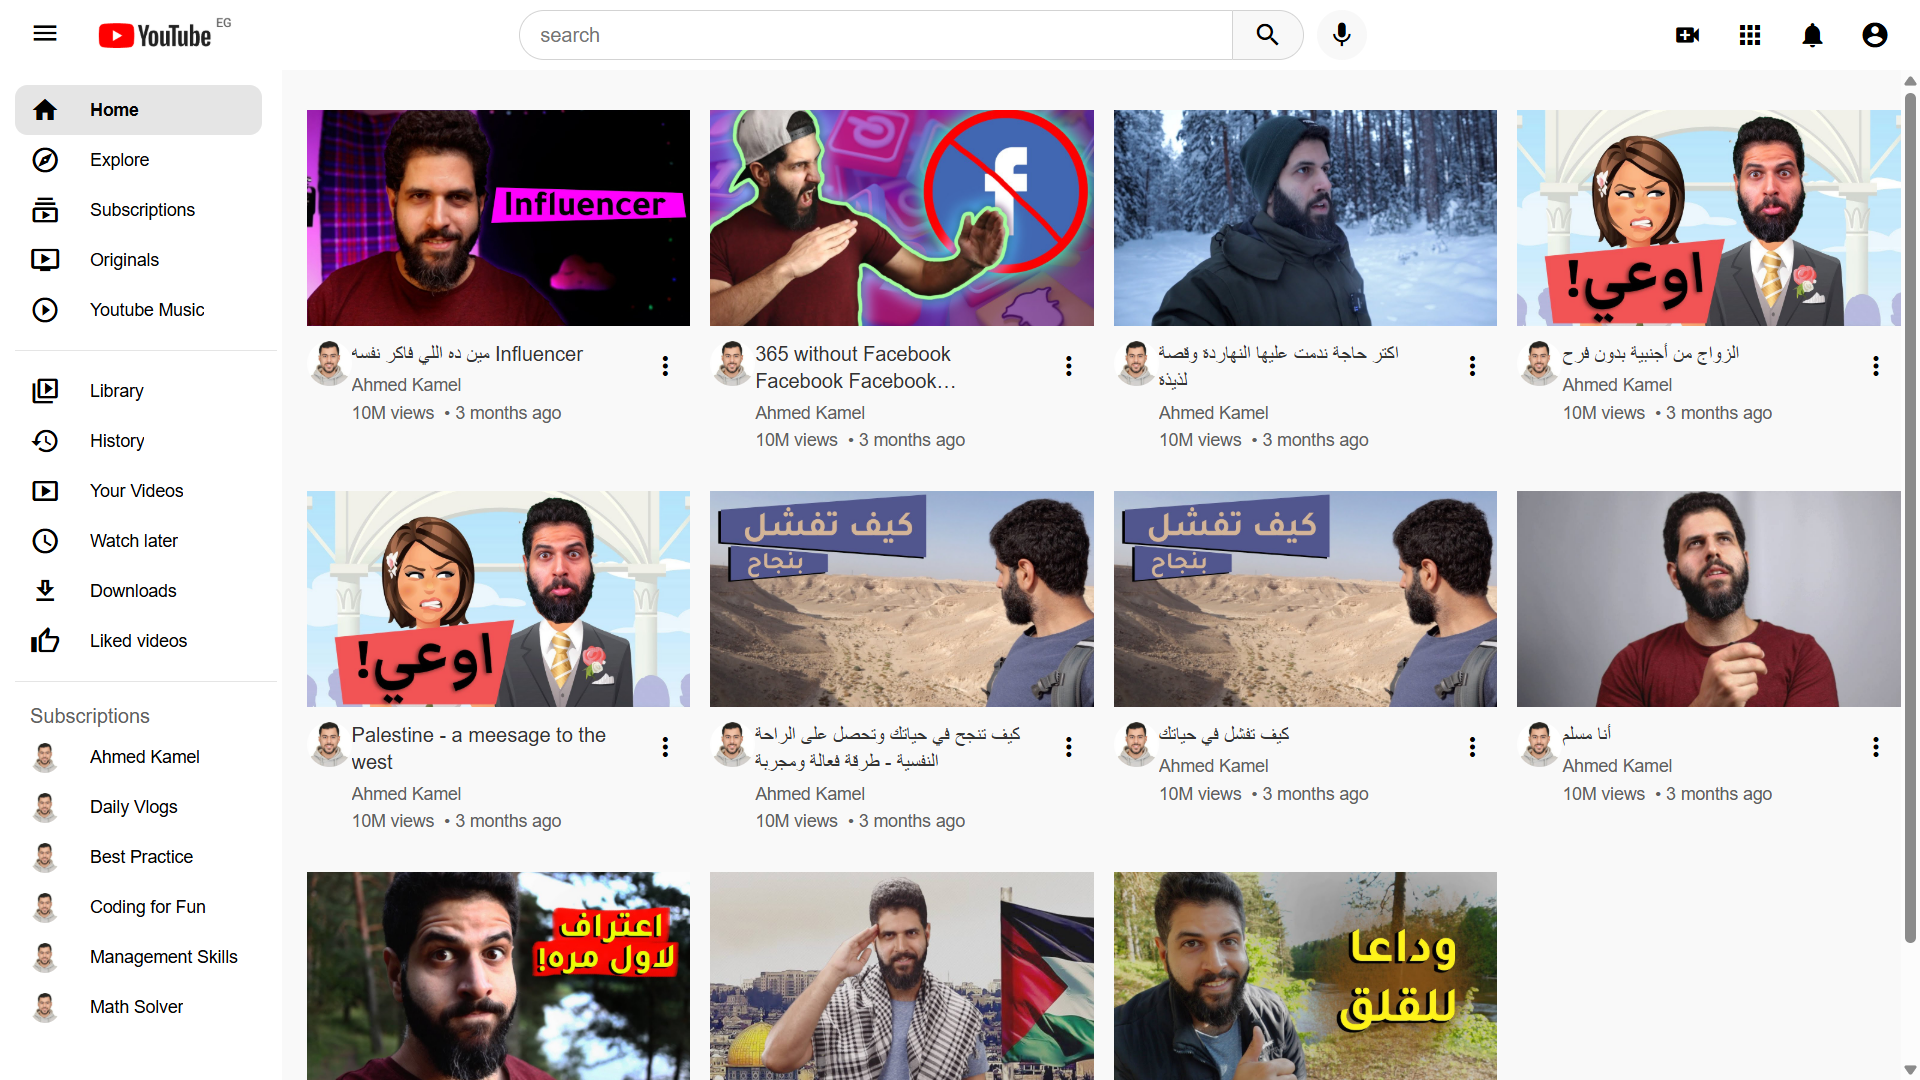 YouTube EG
search
Home
Explore
Subscriptions
Originals
Youtube Music
Library
History
Your Videos
Watch later
Downloads
Liked videos
Subscriptions
Ahmed Kamel
Daily Vlogs
Best Practice
Coding for Fun
Management Skills
Math Solver
Influencer
مين ده اللي فاكر نفسه Influencer
Ahmed Kamel
10M views • 3 months ago
365 without Facebook
Facebook Facebook…
Ahmed Kamel
10M views • 3 months ago
اكتر حاجة ندمت عليها النهاردة وقصة
لذيذة
Ahmed Kamel
10M views • 3 months ago
اوعي!
الزواج من أجنبية بدون فرح
Ahmed Kamel
10M views • 3 months ago
اوعي!
Palestine - a meesage to the
west
Ahmed Kamel
10M views • 3 months ago
كيف تفشل
بنجاح
كيف تنجح في حياتك وتحصل على الراحة
النفسية - طرقة فعالة ومجربة
Ahmed Kamel
10M views • 3 months ago
كيف تفشل
بنجاح
كيف تفشل في حياتك
Ahmed Kamel
10M views • 3 months ago
أنا مسلم
Ahmed Kamel
10M views • 3 months ago
اعتراف
لاول مره!
وداعا
للقلق